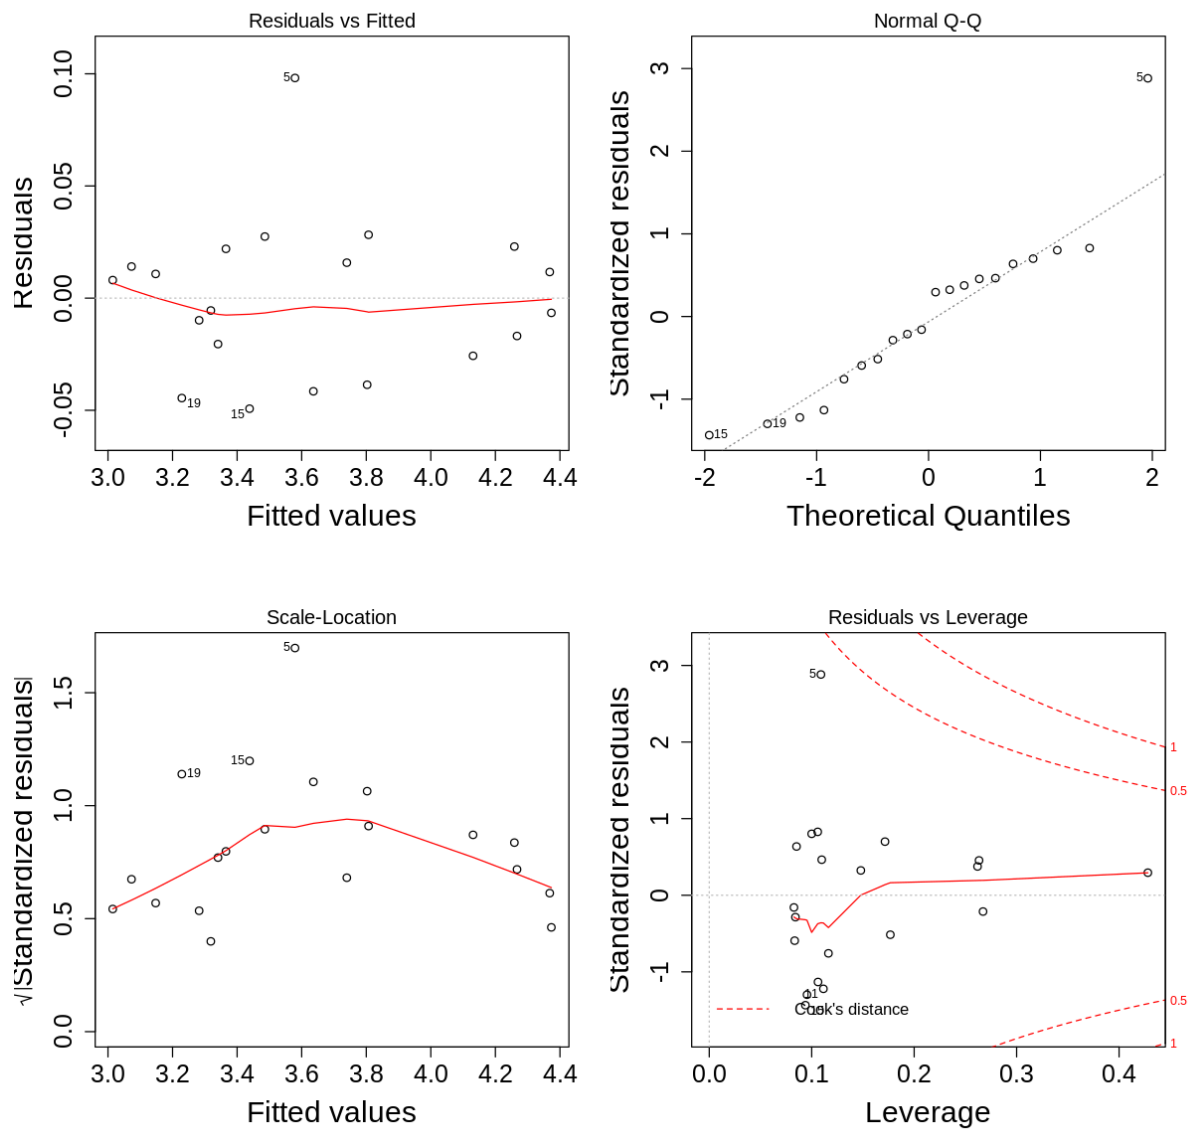 Residuals vs Fitted
Residuals
0.10
0.05
0.00
-0.05
5
19
15
3.0 3.2 3.4 3.6 3.8 4.0 4.2 4.4
Fitted values
Normal Q-Q
Standardized residuals
3
2
1
0
-1
5
15
19
-2 -1 0 1 2
Theoretical Quantiles
Scale-Location
√|Standardized residuals|
1.5
1.0
0.5
0.0
5
15
19
3.0 3.2 3.4 3.6 3.8 4.0 4.2 4.4
Fitted values
Residuals vs Leverage
Standardized residuals
3
2
1
0
-1
5
1
0.5
0.5
1
11
Cook's distance
0.0 0.1 0.2 0.3 0.4
Leverage